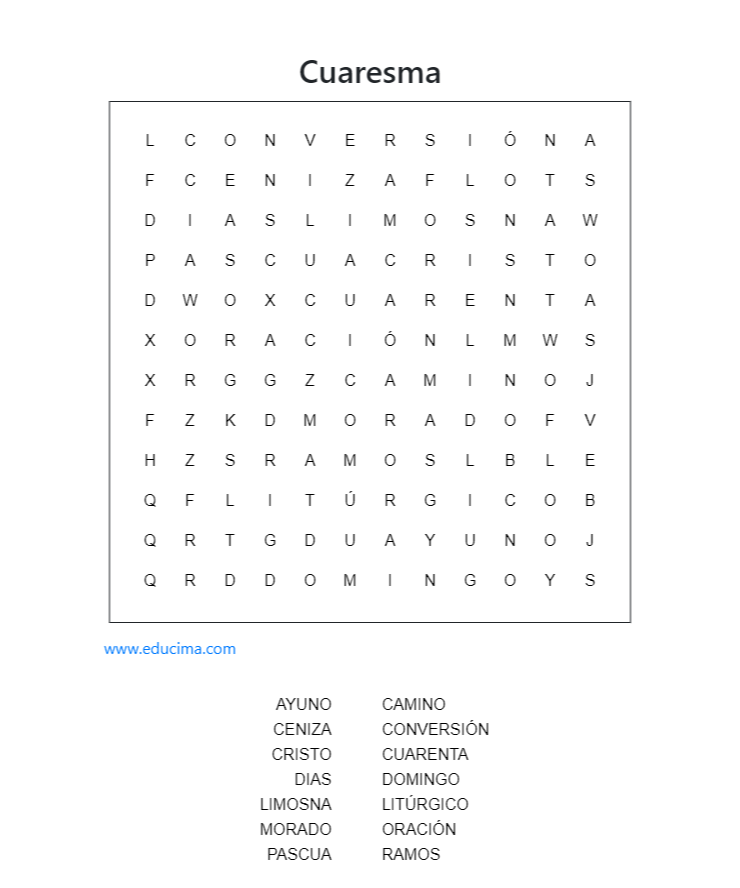 Cuaresma
L C O N V E R S I Ó N A
F C E N I Z A F L O T S
D I A S L I M O S N A W
P A S C U A C R I S T O
D W O X C U A R E N T A
X O R A C I Ó N L M W S
X R G G Z C A M I N O J
F Z K D M O R A D O F V
H Z S R A M O S L B L E
Q F L I T Ú R G I C O B
Q R T G D U A Y U N O J
Q R D D O M I N G O Y S
www.educima.com
AYUNO CAMINO
CENIZA CONVERSIÓN
CRISTO CUARENTA
DIAS DOMINGO
LIMOSNA LITÚRGICO
MORADO ORACIÓN
PASCUA RAMOS